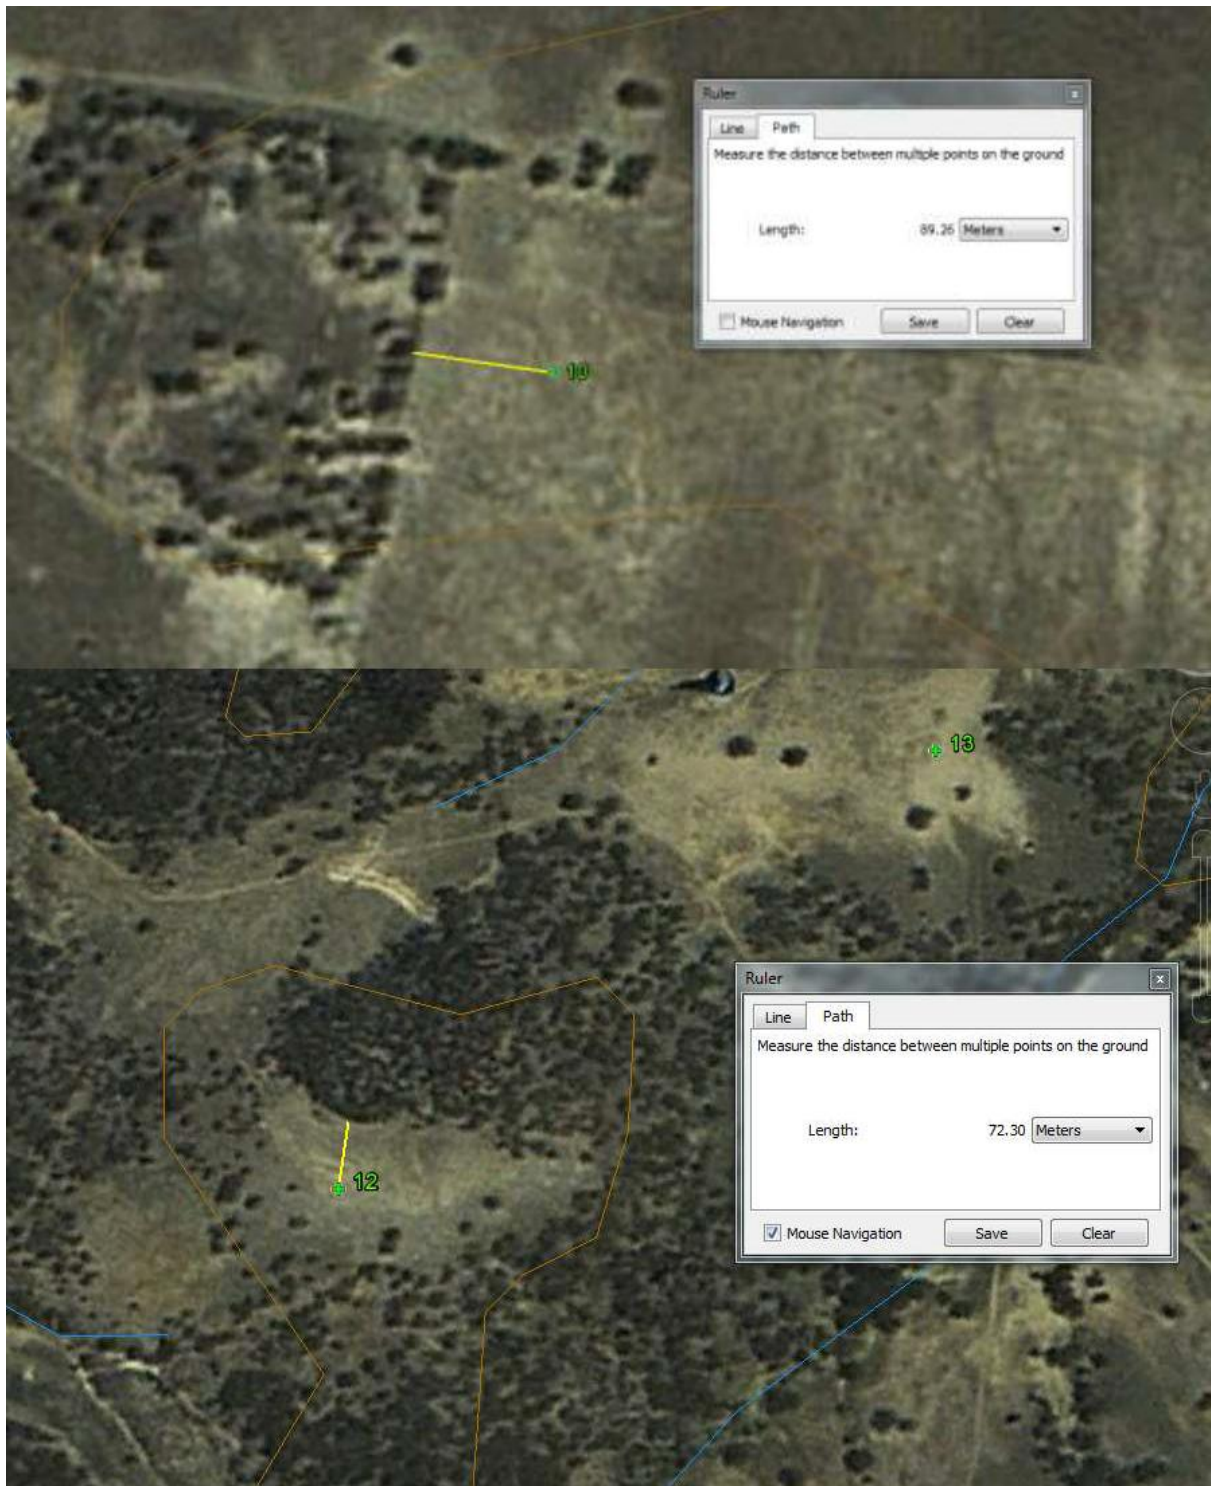 Ruler
Line Path
Measure the distance between multiple points on the ground
Length: 89.26 Meters
Mouse Navigation Save Clear
10
13
Ruler x
Line Path
Measure the distance between multiple points on the ground
Length: 72.30 Meters
12
Mouse Navigation Save Clear